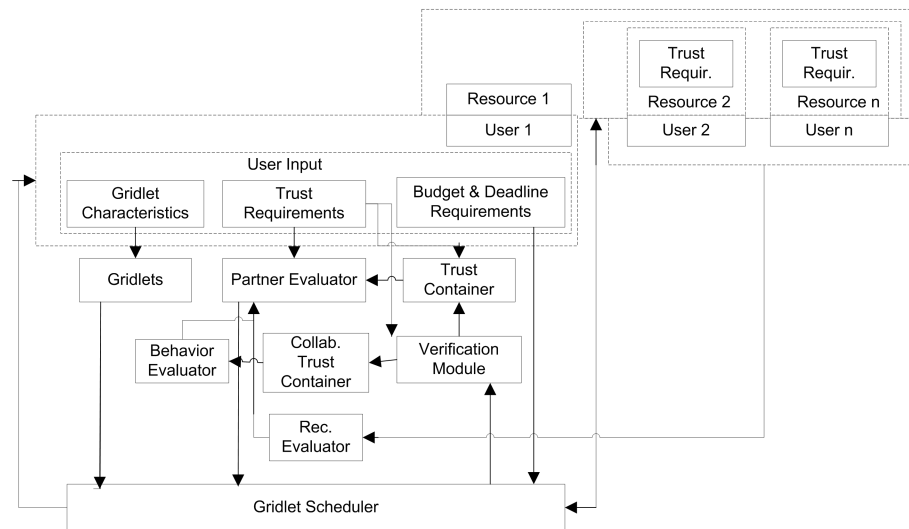 Trust
Requir.
Trust
Requir.
Resource 1
Resource 2
Resource n
User 1
User 2
User n
User Input
Gridlet
Characteristics
Trust
Requirements
Budget & Deadline
Requirements
Gridlets
Partner Evaluator
Trust
Container
Behavior
Evaluator
Collab.
Trust
Container
Verification
Module
Rec.
Evaluator
Gridlet Scheduler